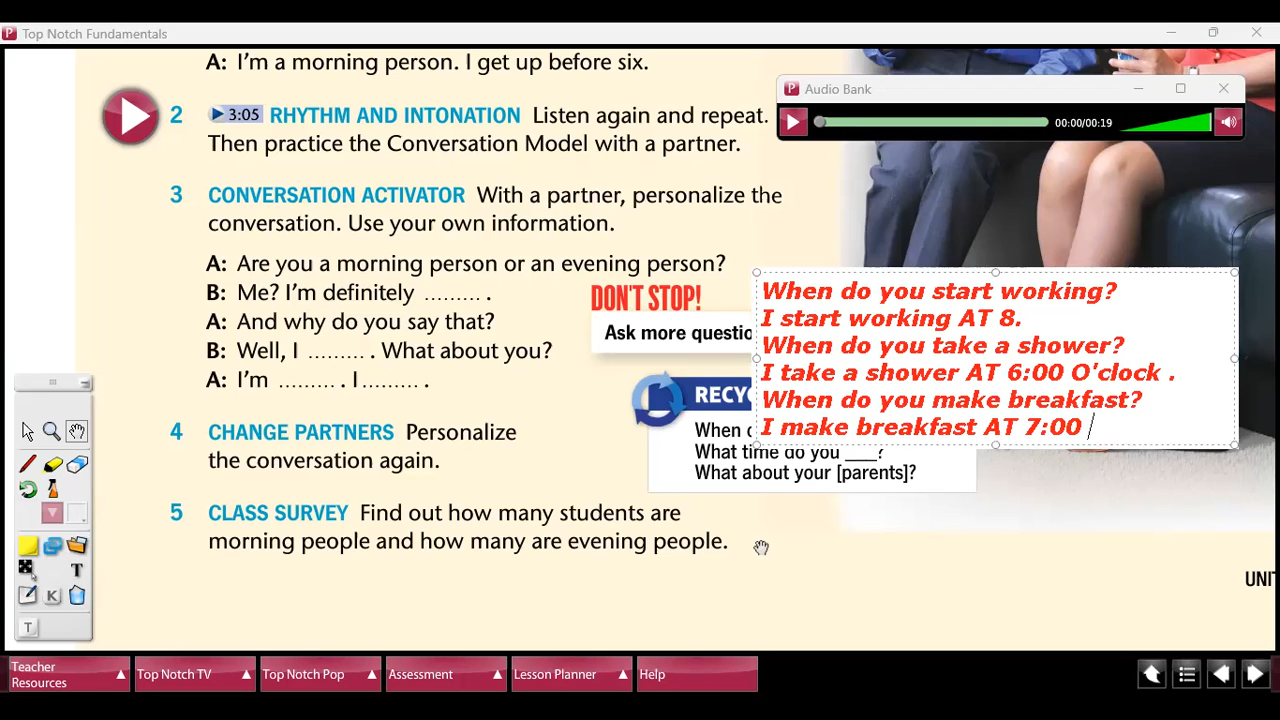 Top Notch Fundamentals
A: I'm a morning person. I get up before six.
2 3:05 RHYTHM AND INTONATION Listen again and repeat.
Then practice the Conversation Model with a partner.
Audio Bank
00:00/00:19
3 CONVERSATION ACTIVATOR With a partner, personalize the
conversation. Use your own information.
A: Are you a morning person or an evening person?
B: Me? I'm definitely ......... .
A: And why do you say that?
B: Well, I ......... . What about you?
A: I'm ......... . I ......... .
DON'T STOP!
Ask more questio
When do you start working?
I start working AT 8.
When do you take a shower?
I take a shower AT 6:00 O'clock .
When do you make breakfast?
I make breakfast AT 7:00
RECYC
When
What time do you ___?
What about your [parents]?
4 CHANGE PARTNERS Personalize
the conversation again.
5 CLASS SURVEY Find out how many students are
morning people and how many are evening people.
UNIT
T
K
T
Teacher
Resources
Top Notch TV
Top Notch Pop
Assessment
Lesson Planner
Help